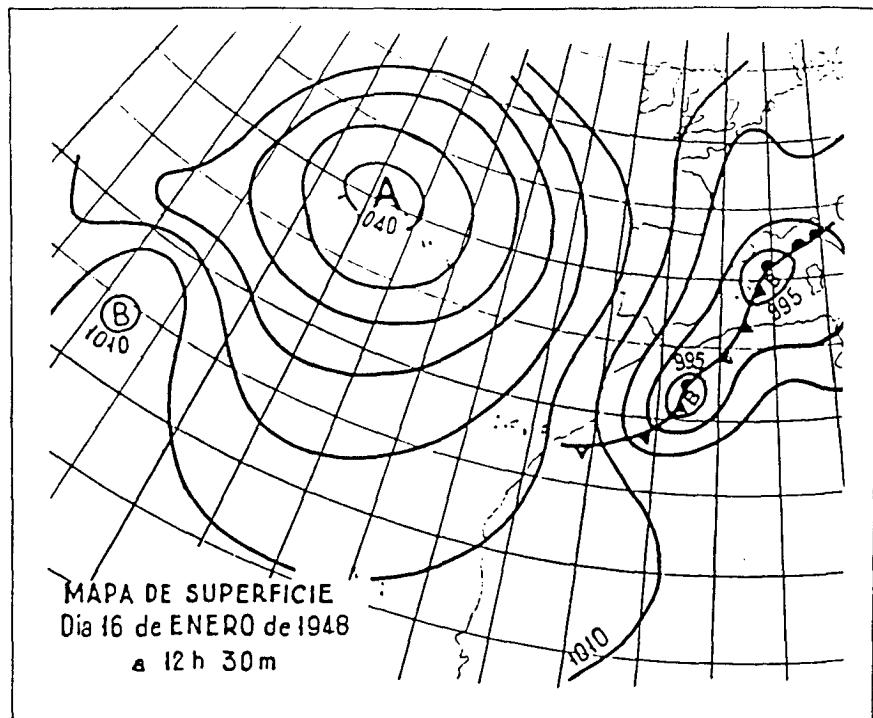 A
040
B
1010
B
995
995
B
1010
MAPA DE SUPERFICIE
Dia 16 de ENERO de 1948
a 12 h 30 m